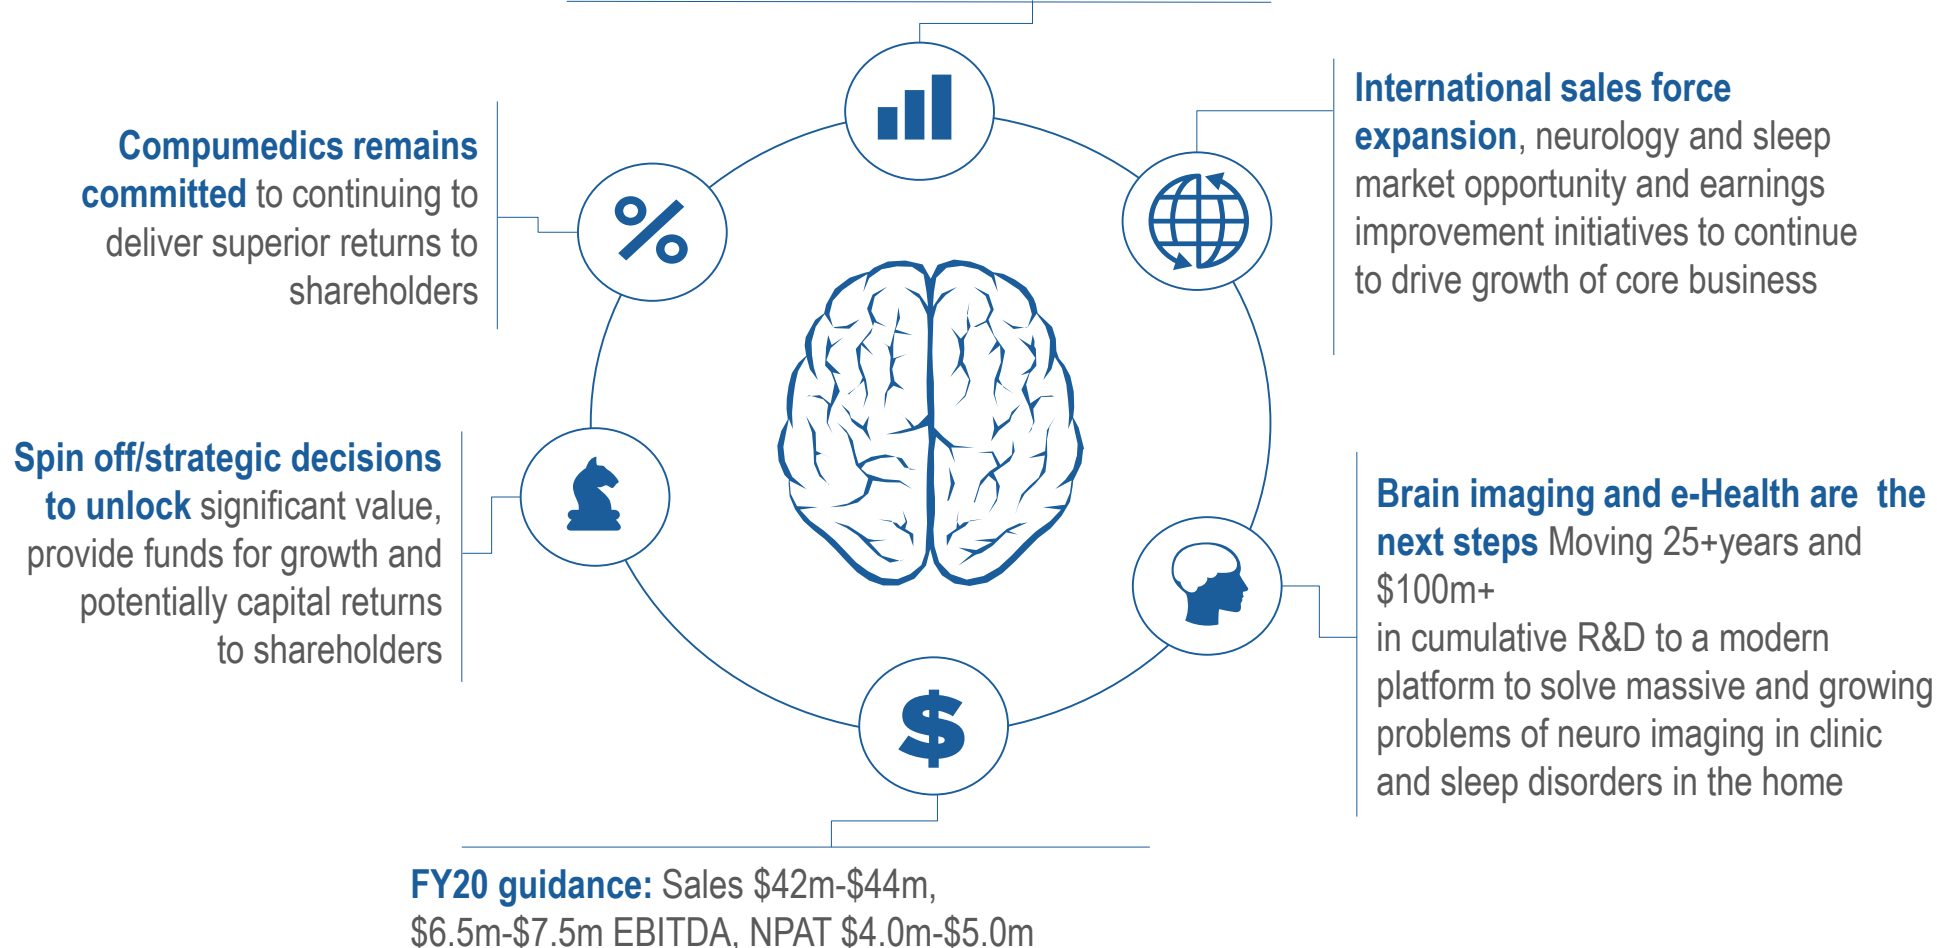 Compumedics remains
committed to continuing to
deliver superior returns to
shareholders
International sales force
expansion, neurology and sleep
market opportunity and earnings
improvement initiatives to continue
to drive growth of core business
Spin off/strategic decisions
to unlock significant value,
provide funds for growth and
potentially capital returns
to shareholders
Brain imaging and e-Health are  the
next steps Moving 25+years and
$100m+
in cumulative R&D to a modern
platform to solve massive and growing
problems of neuro imaging in clinic
and sleep disorders in the home
%
$
FY20 guidance: Sales $42m-$44m,
$6.5m-$7.5m EBITDA, NPAT $4.0m-$5.0m